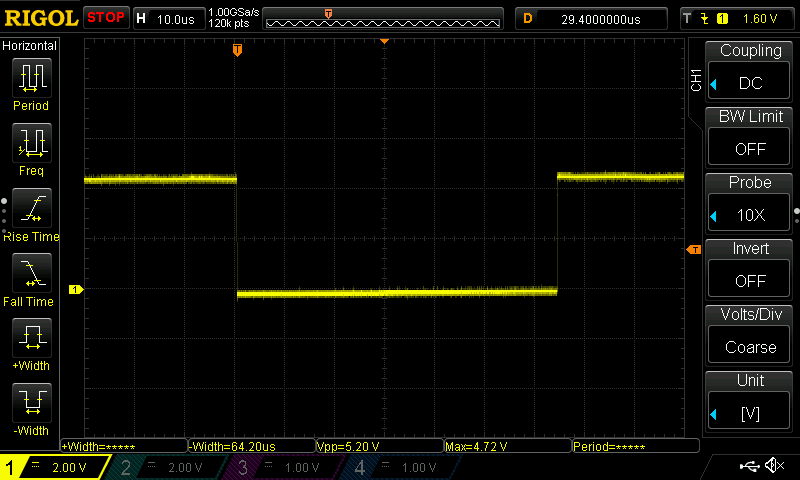 RIGOL STOP H 10.0us 1.00GSa/s D 29.4000000us T 1 1.60 V
120k pts
Horizontal
Period
Freq
Rise Time
Fall Time
+Width
-Width
T
1
T
CH1
Coupling
DC
BW Limit
OFF
Probe
10X
Invert
OFF
Volts/Div
Coarse
Unit
[V]
+Width=***** -Width=64.20us Vpp=5.20 V Max=4.72 V Period=*****
1 2.00 V 2 2.00 V 3 1.00 V 4 1.00 V